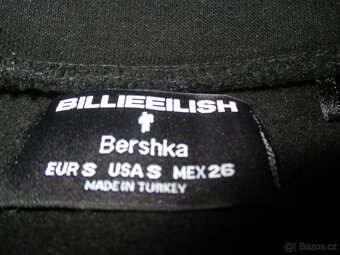 BILLIEEILISH
Bershka
EUR S USA S MEX 26
MADE IN TURKEY
Bazos.cz